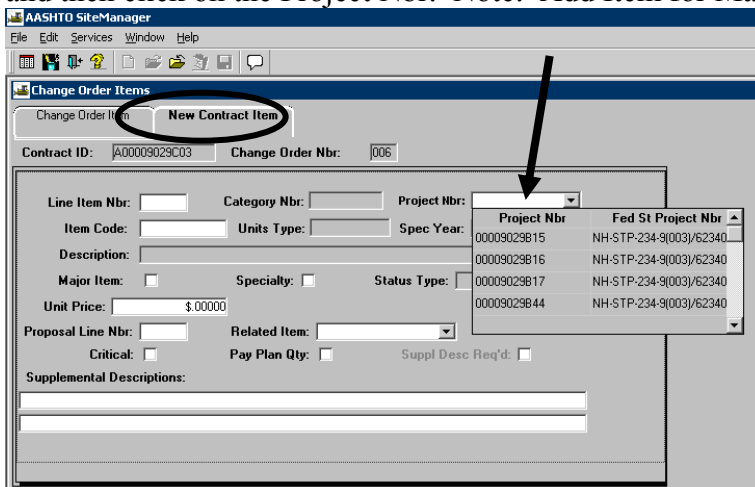 and then click on the Project Nbr. Note: Add Item for Ma
AASHTO SiteManager
File Edit Services Window Help
Change Order Items
Change Order Item New Contract Item
Contract ID: A00009029C03 Change Order Nbr: 006
Line Item Nbr: Category Nbr: Project Nbr:
Item Code: Units Type: Spec Year:
Project Nbr Fed St Project Nbr
00009029B15 NH-STP-234-9(003)/62340
00009029B16 NH-STP-234-9(003)/62340
00009029B17 NH-STP-234-9(003)/62340
00009029B44 NH-STP-234-9(003)/62340
Description:
Major Item: Specialty: Status Type:
Unit Price: $.00000
Proposal Line Nbr: Related Item:
Critical: Pay Plan Qty: Suppl Desc Req'd:
Supplemental Descriptions: